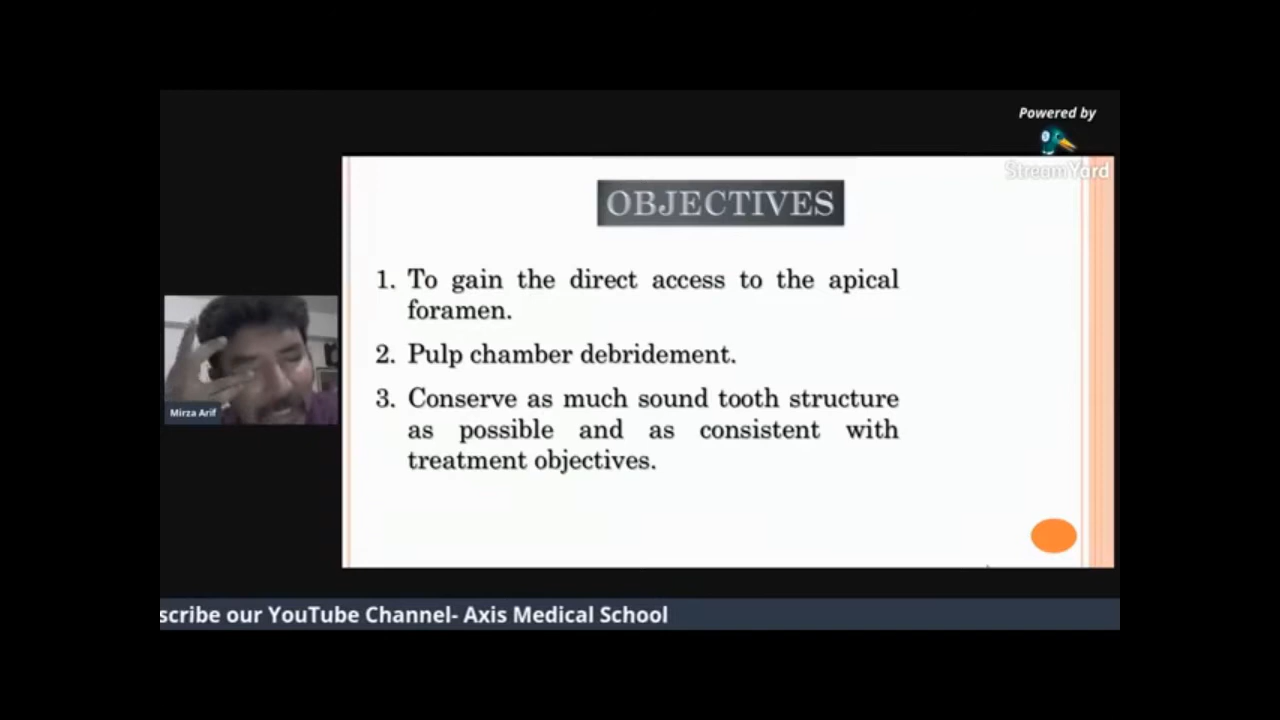 Powered by
StreamYard
OBJECTIVES
1. To gain the direct access to the apical
foramen.
2. Pulp chamber debridement.
3. Conserve as much sound tooth structure
as possible and as consistent with
treatment objectives.
Mirza Arif
scribe our YouTube Channel- Axis Medical School